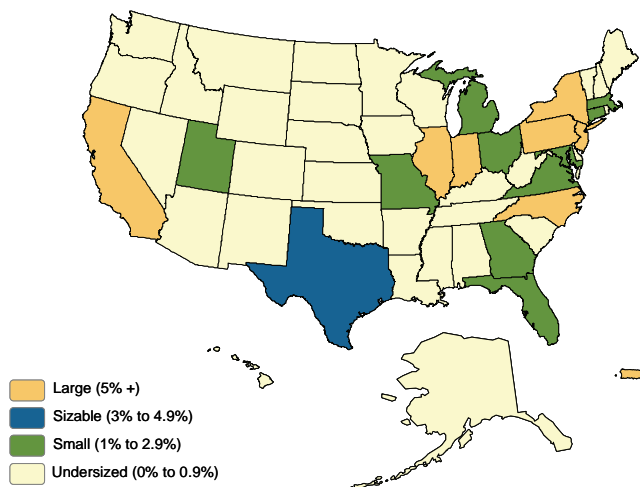 Large (5% +)
Sizable (3% to 4.9%)
Small (1% to 2.9%)
Undersized (0% to 0.9%)